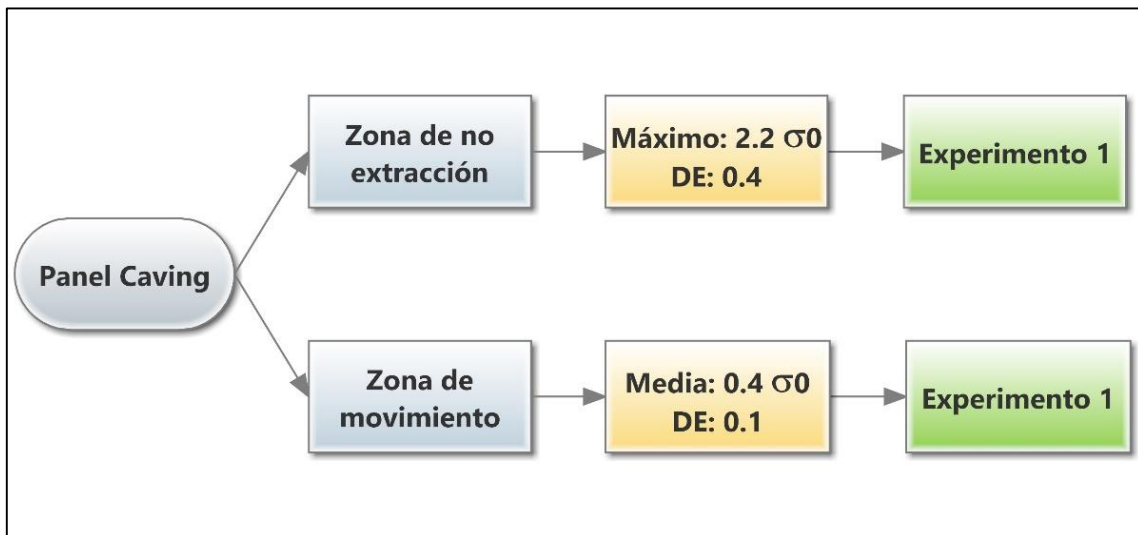 Panel Caving
Zona de no
extracción
Máximo: 2.2 σ0
DE: 0.4
Experimento 1
Zona de
movimiento
Media: 0.4 σ0
DE: 0.1
Experimento 1